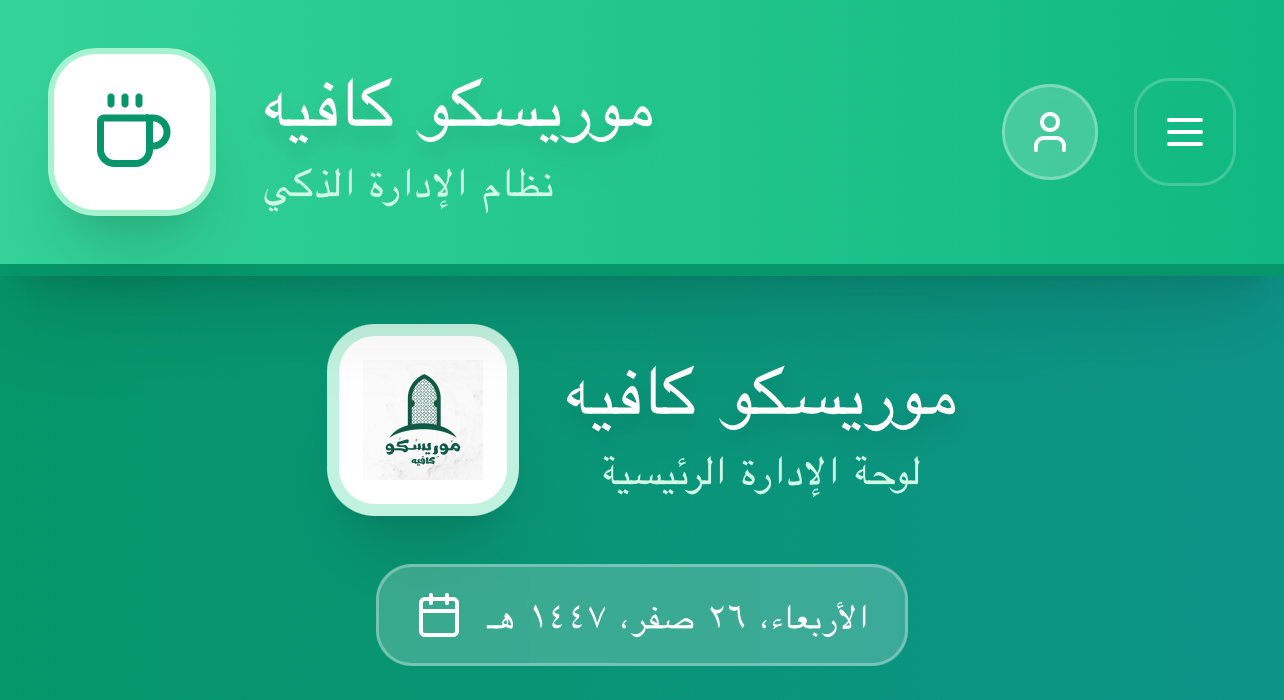 موريسكو كافيه
نظام الإدارة الذكي
موريسكو كافيه
لوحة الإدارة الرئيسية
موريسكو
كافيه
الأربعاء، ٢٦ صفر، ١٤٤٧ هـ